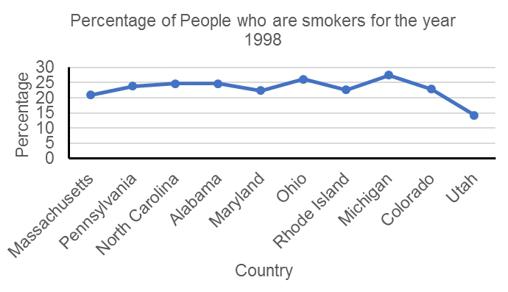 Percentage of People who are smokers for the year
1998
Percentage
30
25
20
15
10
5
0
Massachusetts
Pennsylvania
North Carolina
Alabama
Maryland
Ohio
Rhode Island
Michigan
Colorado
Utah
Country